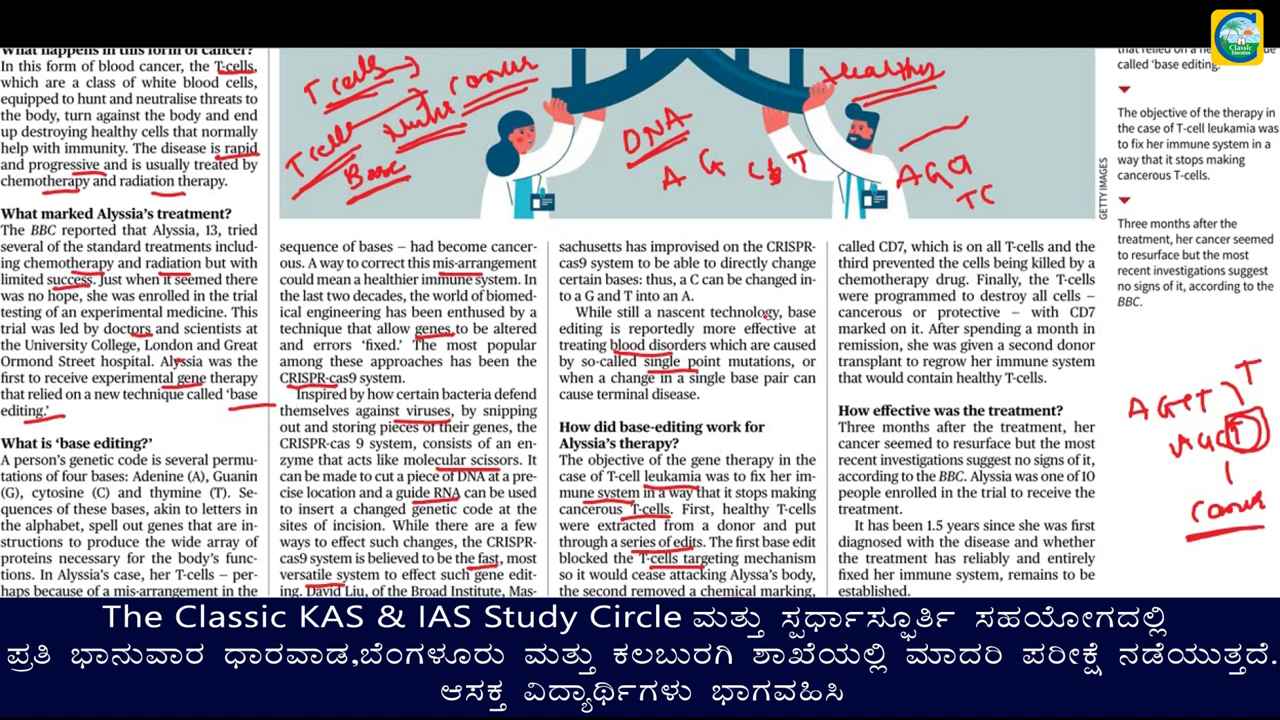 What happens in this form of cancer?
In this form of blood cancer, the T-cells,
which are a class of white blood cells,
equipped to hunt and neutralise threats to
the body, turn against the body and end
up destroying healthy cells that normally
help with immunity. The disease is rapid
and progressive and is usually treated by
chemotherapy and radiation therapy.
What marked Alyssia's treatment?
The BBC reported that Alyssia, 13, tried
several of the standard treatments includ-
ing chemotherapy and radiation but with
limited success. Just when it seemed there
was no hope, she was enrolled in the trial
testing of an experimental medicine. This
trial was led by doctors and scientists at
the University College, London and Great
Ormond Street hospital. Alyssia was the
first to receive experimental gene therapy
that relied on a new technique called 'base
editing.'
What is 'base editing?'
A person's genetic code is several permu-
tations of four bases: Adenine (A), Guanin
(G), cytosine (C) and thymine (T). Se-
quences of these bases, akin to letters in
the alphabet, spell out genes that are in-
structions to produce the wide array of
proteins necessary for the body's func-
tions. In Alyssia's case, her T-cells – per-
haps because of a mis-arrangement in the
T cells
cancer
T cells
Base
DNA
A G C T
Healthy
A G
T C
GETTY IMAGES
sequence of bases – had become cancer-
ous. A way to correct this mis-arrangement
could mean a healthier immune system. In
the last two decades, the world of biomed-
ical engineering has been enthused by a
technique that allow genes to be altered
and errors 'fixed.' The most popular
among these approaches has been the
CRISPR-cas9 system.
Inspired by how certain bacteria defend
themselves against viruses, by snipping
out and storing pieces of their genes, the
CRISPR-cas 9 system, consists of an en-
zyme that acts like molecular scissors. It
can be made to cut a piece of DNA at a pre-
cise location and a guide RNA can be used
to insert a changed genetic code at the
sites of incision. While there are a few
ways to effect such changes, the CRISPR-
cas9 system is believed to be the fast, most
versatile system to effect such gene edit-
ing. David Liu, of the Broad Institute, Mas-
sachusetts has improvised on the CRISPR-
cas9 system to be able to directly change
certain bases: thus, a C can be changed in-
to a G and T into an A.
While still a nascent technology, base
editing is reportedly more effective at
treating blood disorders which are caused
by so-called single point mutations, or
when a change in a single base pair can
cause terminal disease.
How did base-editing work for
Alyssia's therapy?
The objective of the gene therapy in the
case of T-cell leukamia was to fix her im-
mune system in a way that it stops making
cancerous T-cells. First, healthy T-cells
were extracted from a donor and put
through a series of edits. The first base edit
blocked the T-cells targeting mechanism
so it would cease attacking Alyssa's body,
the second removed a chemical marking,
called CD7, which is on all T-cells and the
third prevented the cells being killed by a
chemotherapy drug. Finally, the T-cells
were programmed to destroy all cells –
cancerous or protective – with CD7
marked on it. After spending a month in
remission, she was given a second donor
transplant to regrow her immune system
that would contain healthy T-cells.
How effective was the treatment?
Three months after the treatment, her
cancer seemed to resurface but the most
recent investigations suggest no signs of it,
according to the BBC. Alyssia was one of 10
people enrolled in the trial to receive the
treatment.
It has been 1.5 years since she was first
diagnosed with the disease and whether
the treatment has reliably and entirely
fixed her immune system, remains to be
established.
Classic
Education
that relied on a
called 'base editing.'
The objective of the therapy in
the case of T-cell leukamia was
to fix her immune system in a
way that it stops making
cancerous T-cells.
Three months after the
treatment, her cancer seemed
to resurface but the most
recent investigations suggest
no signs of it, according to the
BBC.
T
cancer
The Classic KAS & IAS Study Circle ಮತ್ತು ಸ್ಪರ್ಧಾಸ್ಫೂರ್ತಿ ಸಹಯೋಗದಲ್ಲಿ
ಪ್ರತಿ ಭಾನುವಾರ ಧಾರವಾಡ,ಬೆಂಗಳೂರು ಮತ್ತು ಕಲಬುರಗಿ ಶಾಖೆಯಲ್ಲಿ ಮಾದರಿ ಪರೀಕ್ಷೆ ನಡೆಯುತ್ತದೆ.
ಆಸಕ್ತ ವಿದ್ಯಾರ್ಥಿಗಳು ಭಾಗವಹಿಸಿ